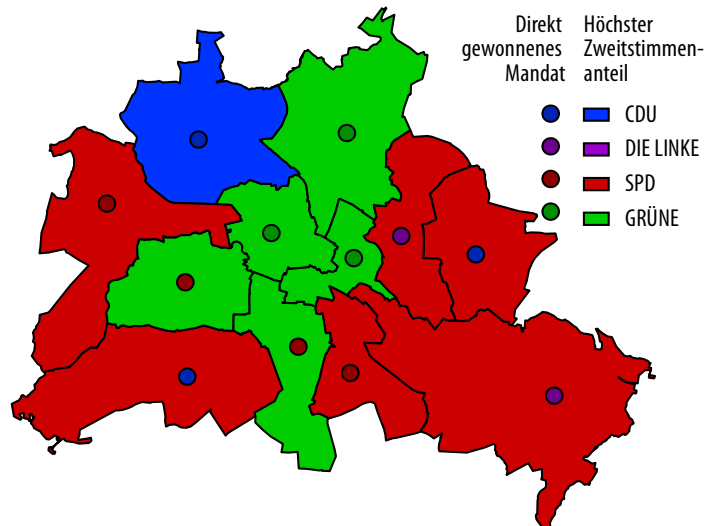 Direkt
gewonnenes
Mandat
Höchster
Zweitstimmen-
anteil
CDU
DIE LINKE
SPD
GRÜNE